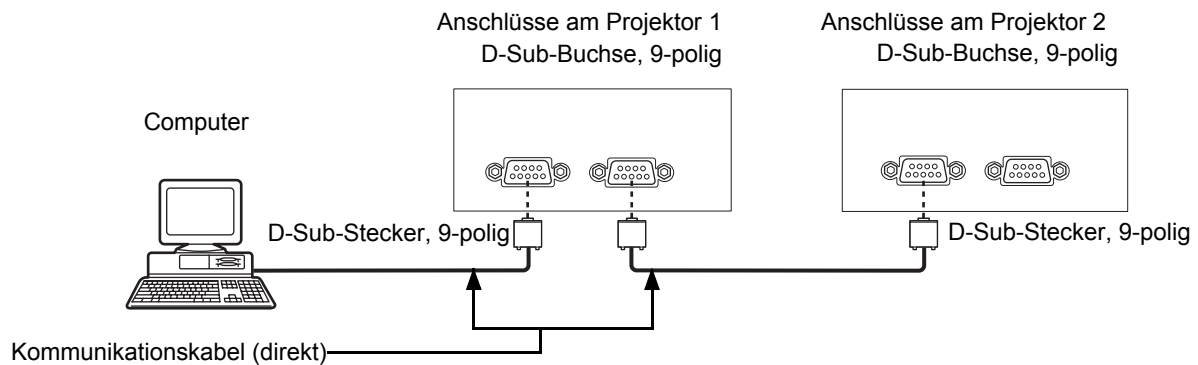 Anschlüsse am Projektor 1
D-Sub-Buchse, 9-polig
Anschlüsse am Projektor 2
D-Sub-Buchse, 9-polig
Computer
D-Sub-Stecker, 9-polig
D-Sub-Stecker, 9-polig
Kommunikationskabel (direkt)